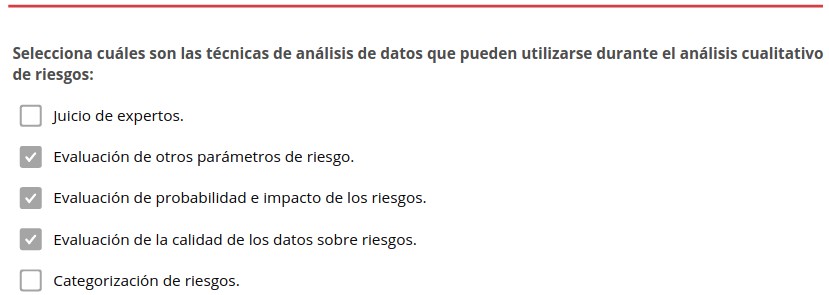 Selecciona cuáles son las técnicas de análisis de datos que pueden utilizarse durante el análisis cualitativo
de riesgos:
Juicio de expertos.
Evaluación de otros parámetros de riesgo.
Evaluación de probabilidad e impacto de los riesgos.
Evaluación de la calidad de los datos sobre riesgos.
Categorización de riesgos.